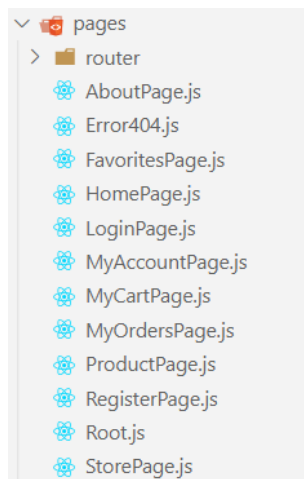 pages
router
AboutPage.js
Error404.js
FavoritesPage.js
HomePage.js
LoginPage.js
MyAccountPage.js
MyCartPage.js
MyOrdersPage.js
ProductPage.js
RegisterPage.js
Root.js
StorePage.js